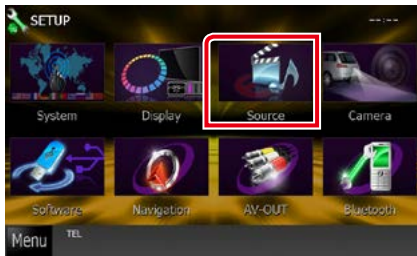 SETUP --:--
System Display Source Camera
Software Navigation AV-OUT Bluetooth
Menu TEL